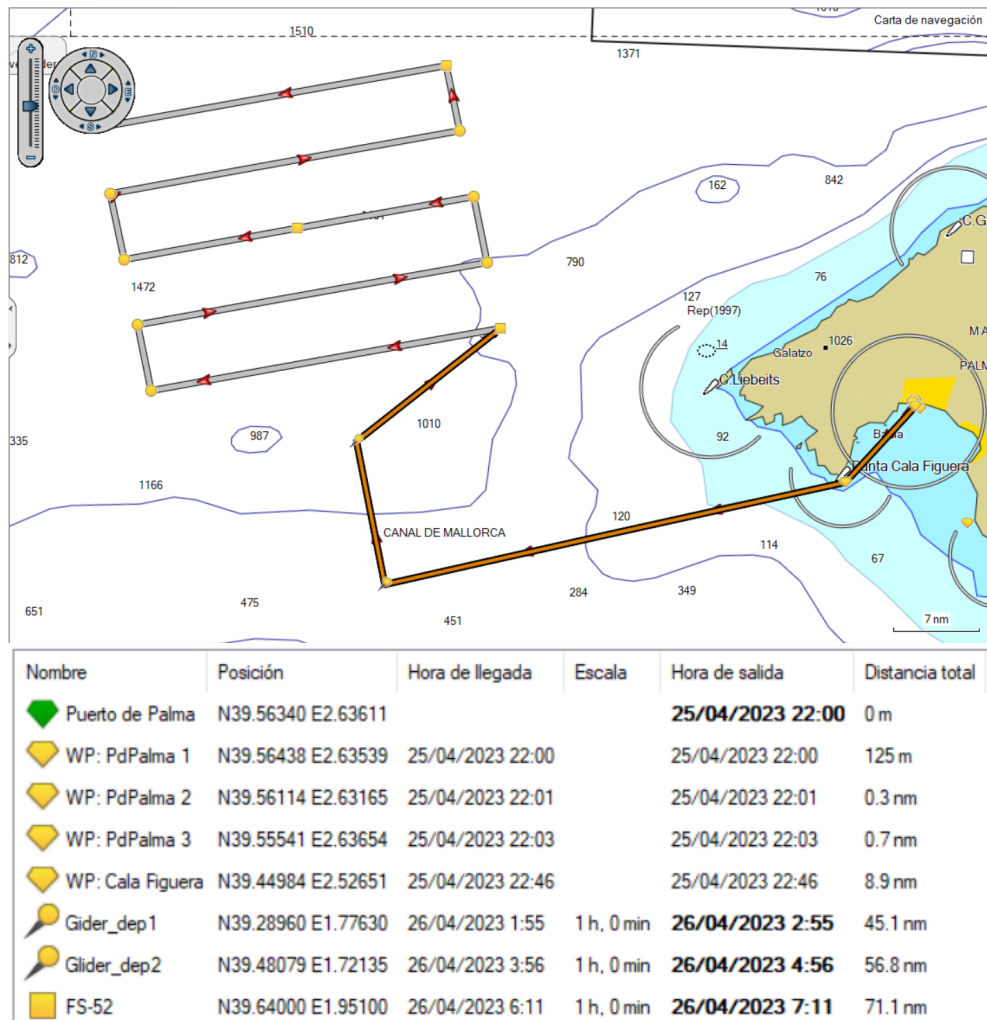 1510
Carta de navegación
1371
N
E
S
O
162
842
C.G
812
790
76
1472
127
Rep(1997)
14
1026
MA
Galatzo
PALM
C.Liebeits
335
987
1010
92
Punta Cala Figuera
1166
120
CANAL DE MALLORCA
114
67
475
284
349
651
451
7 nm
Nombre Posición Hora de llegada Escala Hora de salida Distancia total
Puerto de Palma N39.56340 E2.63611 25/04/2023 22:00 0 m
WP: PdPalma 1 N39.56438 E2.63539 25/04/2023 22:00 25/04/2023 22:00 125 m
WP: PdPalma 2 N39.56114 E2.63165 25/04/2023 22:01 25/04/2023 22:01 0.3 nm
WP: PdPalma 3 N39.55541 E2.63654 25/04/2023 22:03 25/04/2023 22:03 0.7 nm
WP: Cala Figuera N39.44984 E2.52651 25/04/2023 22:46 25/04/2023 22:46 8.9 nm
Gider_dep1 N39.28960 E1.77630 26/04/2023 1:55 1 h, 0 min 26/04/2023 2:55 45.1 nm
Glider_dep2 N39.48079 E1.72135 26/04/2023 3:56 1 h, 0 min 26/04/2023 4:56 56.8 nm
FS-52 N39.64000 E1.95100 26/04/2023 6:11 1 h, 0 min 26/04/2023 7:11 71.1 nm